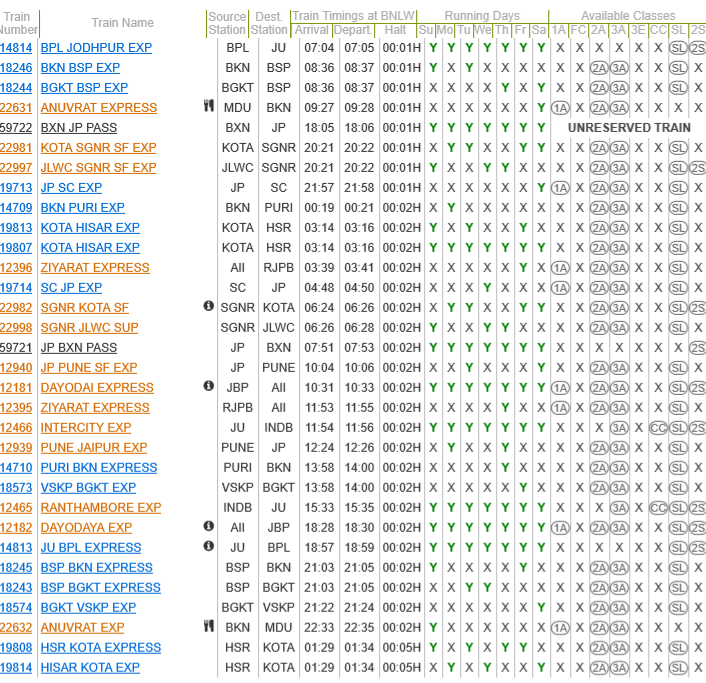 Train Train Name Source Dest. Train Timings at BNLW Running Days Available Classes
Number Station Station Arrival Depart. Halt Su Mo Tu We Th Fr Sa 1A FC 2A 3A 3E CC SL 2S
14814 BPL JODHPUR EXP BPL JU 07:04 07:05 00:01H Y Y Y Y Y Y Y X X X X X X SL 2S
18246 BKN BSP EXP BKN BSP 08:36 08:37 00:01H Y X Y X X X X X X 2A 3A X X SL X
18244 BGKT BSP EXP BGKT BSP 08:36 08:37 00:01H X X X X Y X Y X X 2A 3A X X SL X
22631 ANUVRAT EXPRESS MDU BKN 09:27 09:28 00:01H X X X X X X Y 1A X 2A 3A X X X X
59722 BXN JP PASS BXN JP 18:05 18:06 00:01H Y Y Y Y Y Y Y UNRESERVED TRAIN
22981 KOTA SGNR SF EXP KOTA SGNR 20:21 20:22 00:01H X Y Y X X Y Y X X 2A 3A X X SL X
22997 JLWC SGNR SF EXP JLWC SGNR 20:21 20:22 00:01H Y X X Y Y X X X X 2A 3A X X SL 2S
19713 JP SC EXP JP SC 21:57 21:58 00:01H X X X X X X Y 1A X 2A 3A X X SL X
14709 BKN PURI EXP BKN PURI 00:19 00:21 00:02H X Y X X X X X X X 2A 3A X X SL X
19813 KOTA HISAR EXP KOTA HSR 03:14 03:16 00:02H Y X Y X X Y X X X 2A 3A X X SL X
19807 KOTA HISAR EXP KOTA HSR 03:14 03:16 00:02H Y Y Y Y Y Y Y X X 2A 3A X X SL X
12396 ZIYARAT EXPRESS AII RJPB 03:39 03:41 00:02H X X X X X Y X 1A X 2A 3A X X SL X
19714 SC JP EXP SC JP 04:48 04:50 00:02H X X X Y X X X 1A X 2A 3A X X SL X
22982 SGNR KOTA SF SGNR KOTA 06:24 06:26 00:02H X Y Y X X Y Y X X 2A 3A X X SL 2S
22998 SGNR JLWC SUP SGNR JLWC 06:26 06:28 00:02H Y X X Y Y X X X X 2A 3A X X SL X
59721 JP BXN PASS JP BXN 07:51 07:53 00:02H Y Y Y Y Y Y Y X X X X X X X 2S
12940 JP PUNE SF EXP JP PUNE 10:04 10:06 00:02H X X Y X X X Y X X 2A 3A X X SL X
12181 DAYODAI EXPRESS JBP AII 10:31 10:33 00:02H Y Y Y Y Y Y Y 1A X 2A 3A X X SL 2S
12395 ZIYARAT EXPRESS RJPB AII 11:53 11:55 00:02H X X X X Y X X 1A X 2A 3A X X SL X
12466 INTERCITY EXP JU INDB 11:54 11:56 00:02H Y Y Y Y Y Y Y X X X 3A X CC SL 2S
12939 PUNE JAIPUR EXP PUNE JP 12:24 12:26 00:02H X Y X X Y X X X X 2A 3A X X SL X
14710 PURI BKN EXPRESS PURI BKN 13:58 14:00 00:02H X X X X Y X X X X 2A 3A X X SL X
18573 VSKP BGKT EXP VSKP BGKT 13:58 14:00 00:02H X X X X X Y X X X 2A 3A X X SL X
12465 RANTHAMBORE EXP INDB JU 15:33 15:35 00:02H Y Y Y Y Y Y Y X X X 3A X CC SL 2S
12182 DAYODAYA EXP AII JBP 18:28 18:30 00:02H Y Y Y Y Y Y Y 1A X 2A 3A X X SL 2S
14813 JU BPL EXPRESS JU BPL 18:57 18:59 00:02H Y Y Y Y Y Y Y X X X X X X SL 2S
18245 BSP BKN EXPRESS BSP BKN 21:03 21:05 00:02H Y X X X X Y X X X 2A 3A X X SL X
18243 BSP BGKT EXPRESS BSP BGKT 21:03 21:05 00:02H X X Y Y X X X X X 2A 3A X X SL X
18574 BGKT VSKP EXP BGKT VSKP 21:22 21:24 00:02H X X X X X X Y X X 2A 3A X X SL X
22632 ANUVRAT EXP BKN MDU 22:33 22:35 00:02H Y X X X X X X 1A X 2A 3A X X X X
19808 HSR KOTA EXPRESS HSR KOTA 01:29 01:34 00:05H Y X Y X Y Y X X X 2A 3A X X SL X
19814 HISAR KOTA EXP HSR KOTA 01:29 01:34 00:05H X Y X Y X X Y X X 2A 3A X X SL X